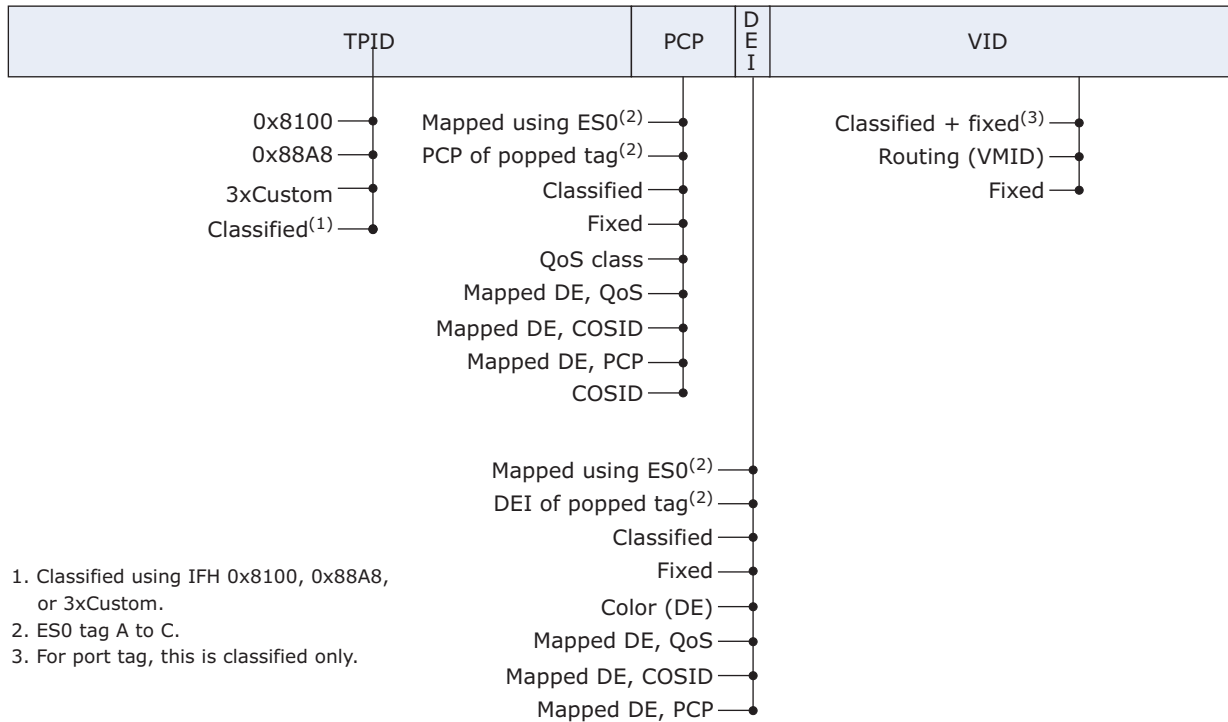 TPID
PCP
DEI
VID
0x8100
0x88A8
3xCustom
Classified(1)
Mapped using ES0(2)
PCP of popped tag(2)
Classified
Fixed
QoS class
Mapped DE, QoS
Mapped DE, COSID
Mapped DE, PCP
COSID
Classified + fixed(3)
Routing (VMID)
Fixed
Mapped using ES0(2)
DEI of popped tag(2)
Classified
Fixed
Color (DE)
Mapped DE, QoS
Mapped DE, COSID
Mapped DE, PCP
1. Classified using IFH 0x8100, 0x88A8,
or 3xCustom.
2. ES0 tag A to C.
3. For port tag, this is classified only.